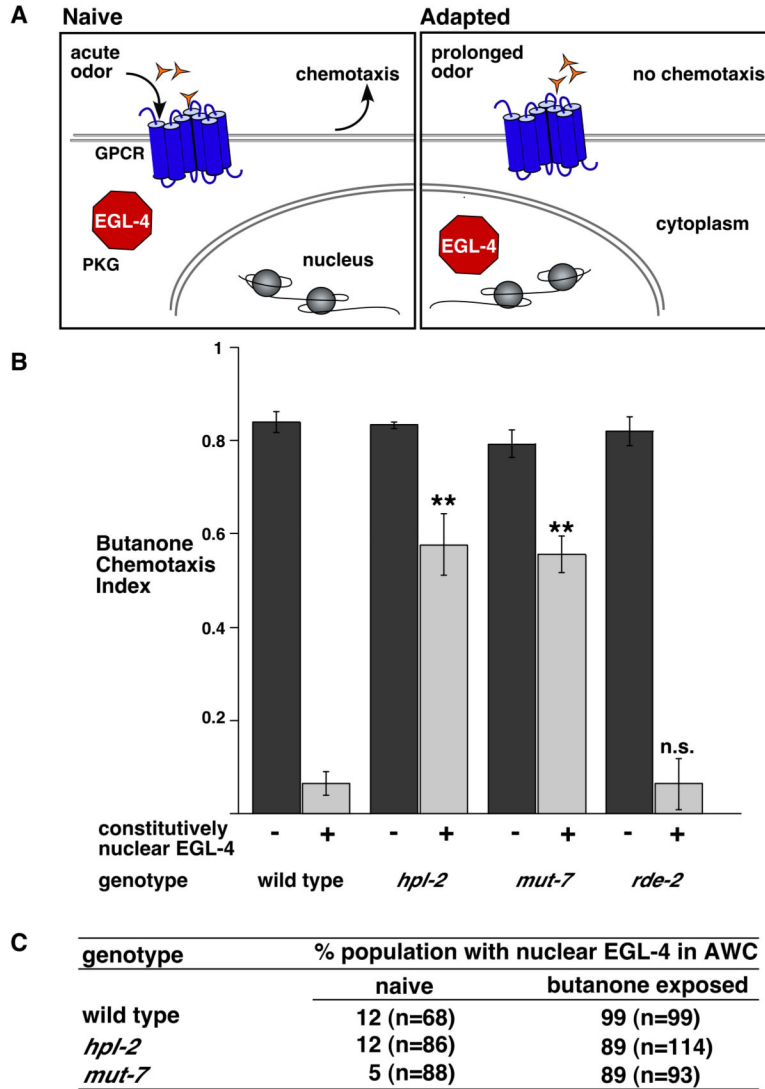 A
Naive
Adapted
acute
odor
chemotaxis
prolonged
odor
no chemotaxis
GPCR
EGL-4
PKG
nucleus
EGL-4
cytoplasm
B
1
0.8
0.6
0.4
0.2
Butanone
Chemotaxis
Index
**
**
n.s.
constitutively
nuclear EGL-4
- + - + - + - +
genotype wild type hpl-2 mut-7 rde-2
C
genotype % population with nuclear EGL-4 in AWC
naive butanone exposed
wild type 12 (n=68) 99 (n=99)
hpl-2 12 (n=86) 89 (n=114)
mut-7 5 (n=88) 89 (n=93)